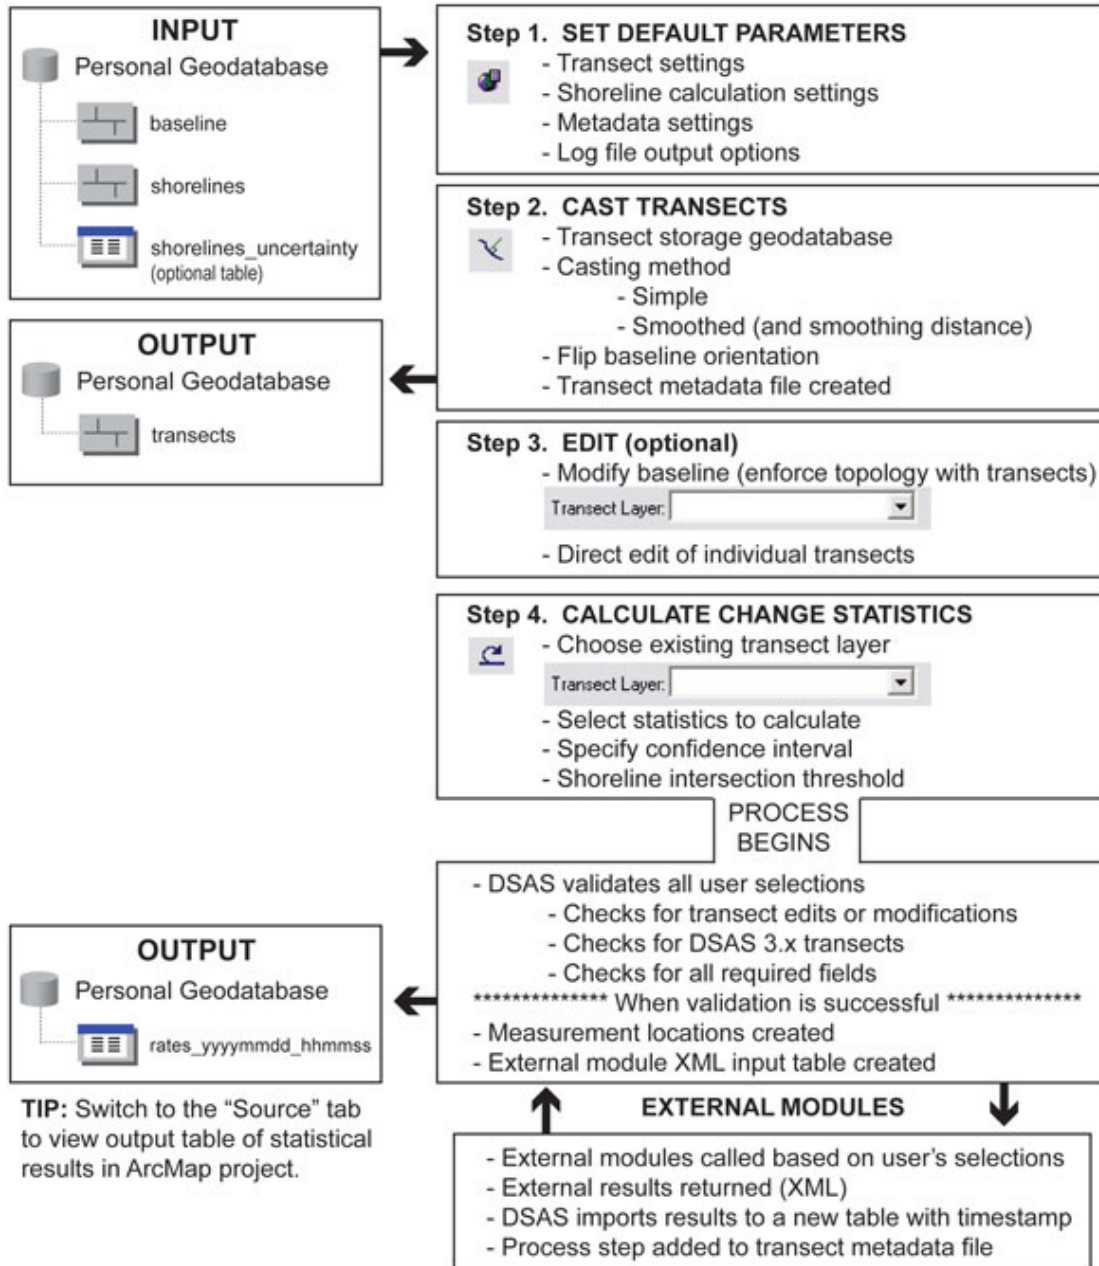 INPUT
Personal Geodatabase
baseline
shorelines
shorelines_uncertainty
(optional table)
Step 1. SET DEFAULT PARAMETERS
- Transect settings
- Shoreline calculation settings
- Metadata settings
- Log file output options
Step 2. CAST TRANSECTS
- Transect storage geodatabase
- Casting method
- Simple
- Smoothed (and smoothing distance)
- Flip baseline orientation
- Transect metadata file created
OUTPUT
Personal Geodatabase
transects
Step 3. EDIT (optional)
- Modify baseline (enforce topology with transects)
Transect Layer:
- Direct edit of individual transects
Step 4. CALCULATE CHANGE STATISTICS
- Choose existing transect layer
Transect Layer:
- Select statistics to calculate
- Specify confidence interval
- Shoreline intersection threshold
PROCESS
BEGINS
- DSAS validates all user selections
- Checks for transect edits or modifications
- Checks for DSAS 3.x transects
- Checks for all required fields
************** When validation is successful **************
- Measurement locations created
- External module XML input table created
OUTPUT
Personal Geodatabase
rates_yyyymmdd_hhmmss
TIP: Switch to the “Source” tab
to view output table of statistical
results in ArcMap project.
EXTERNAL MODULES
- External modules called based on user’s selections
- External results returned (XML)
- DSAS imports results to a new table with timestamp
- Process step added to transect metadata file